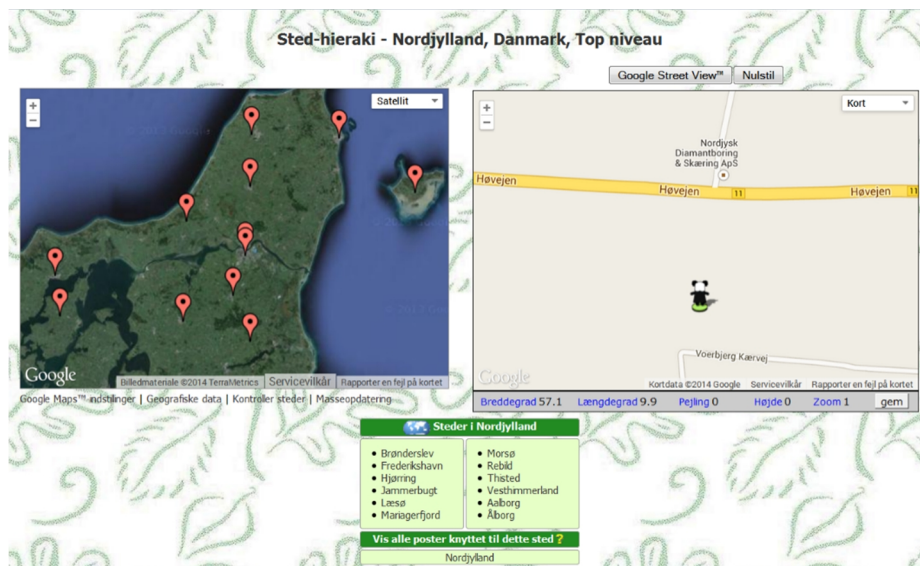 Sted-hieraki - Nordjylland, Danmark, Top niveau
Google Street View™ Nulstil
+
−
Satellit
Google
Billedmateriale ©2014 TerraMetrics Servicevilkår Rapporter en fejl på kortet
+
−
Kort
Nordjysk
Diamantboring
& Skæring ApS
Høvejen Høvejen 11 Høvejen 11
Voerbjerg Kærvej
Google
Kortdata ©2014 Google Servicevilkår Rapporter en fejl på kortet
Google Maps™ indstilinger | Geografiske data | Kontroler steder | Masseopdatering
Breddegrad 57.1 Længdegrad 9.9 Pejling 0 Højde 0 Zoom 1 gem
Steder i Nordjylland
Brønderslev
Frederikshavn
Hjørring
Jammerbugt
Læsø
Mariagerfjord
Morsø
Rebild
Thisted
Vesthimmerland
Aalborg
Ålborg
Vis alle poster knyttet til dette sted ?
Nordjylland